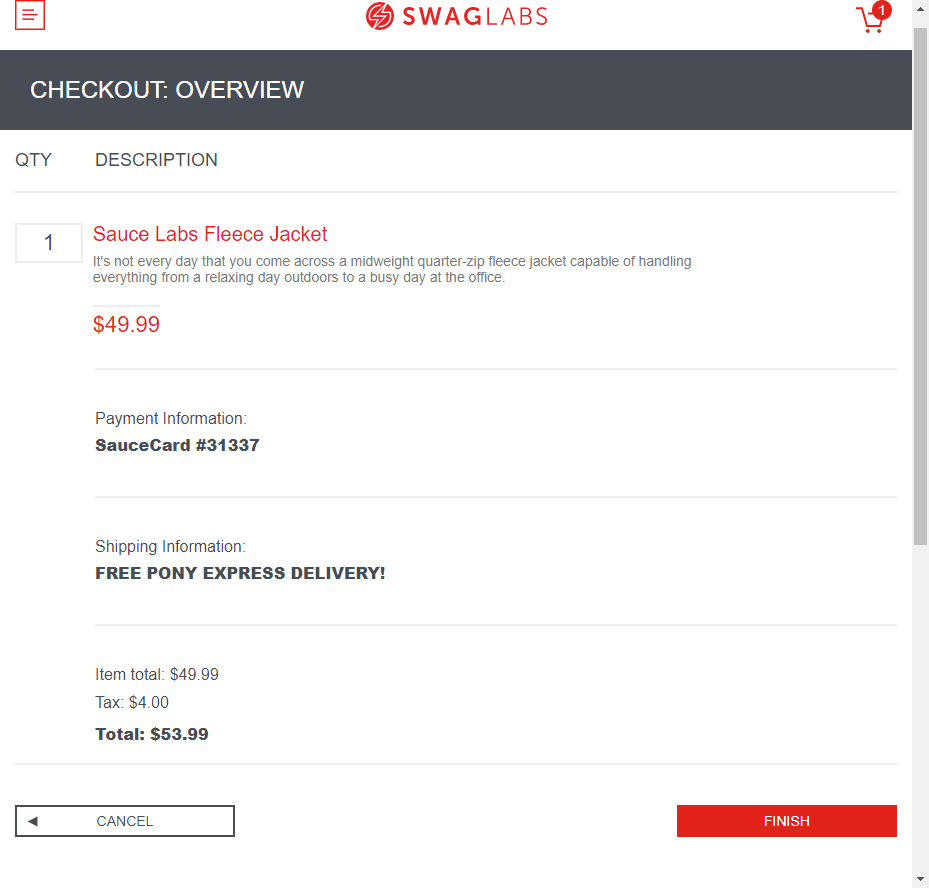 SWAGLABS
1
CHECKOUT: OVERVIEW
QTY DESCRIPTION
1
Sauce Labs Fleece Jacket
It's not every day that you come across a midweight quarter-zip fleece jacket capable of handling
everything from a relaxing day outdoors to a busy day at the office.
$49.99
Payment Information:
SauceCard #31337
Shipping Information:
FREE PONY EXPRESS DELIVERY!
Item total: $49.99
Tax: $4.00
Total: $53.99
CANCEL
FINISH